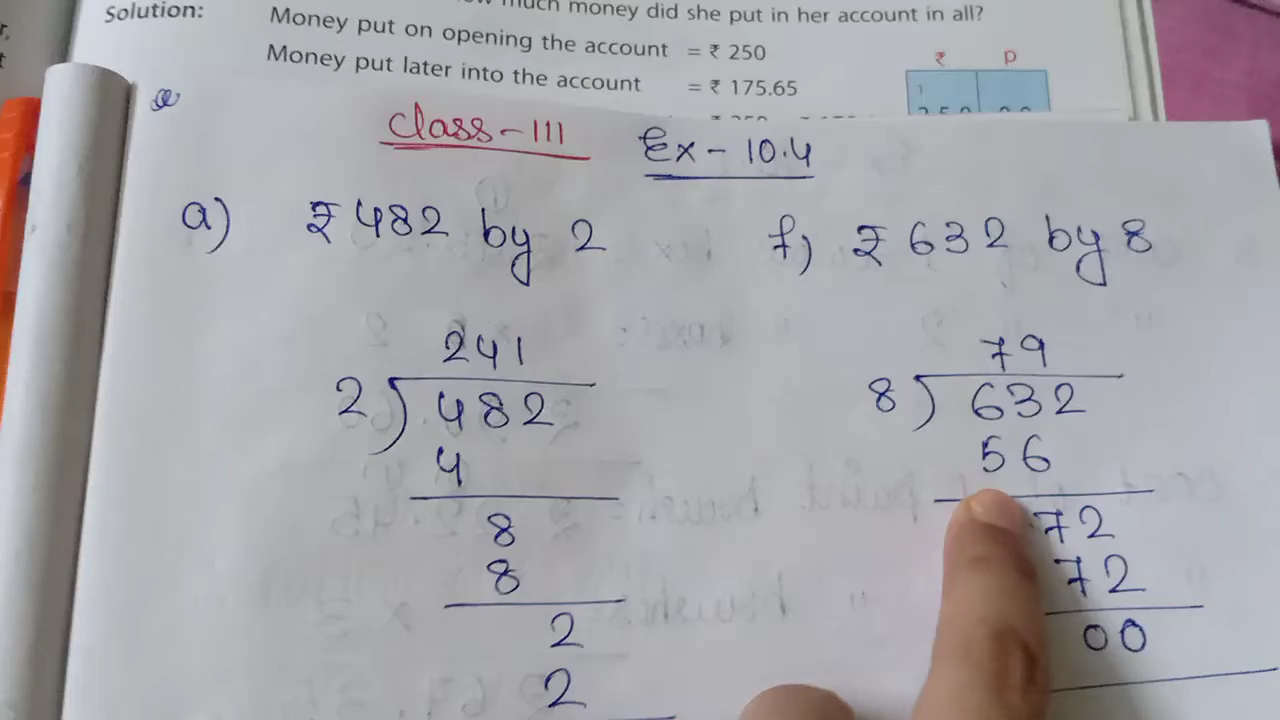 much money did she put in her account in all?
Solution:
Money put on opening the account = ₹ 250
Money put later into the account = ₹ 175.65
₹ P
1
Class-III Ex-10.4
a) ₹ 482 by 2
241
2) 482
4
8
8
2
2
f) ₹ 632 by 8
79
8) 632
56
72
72
00